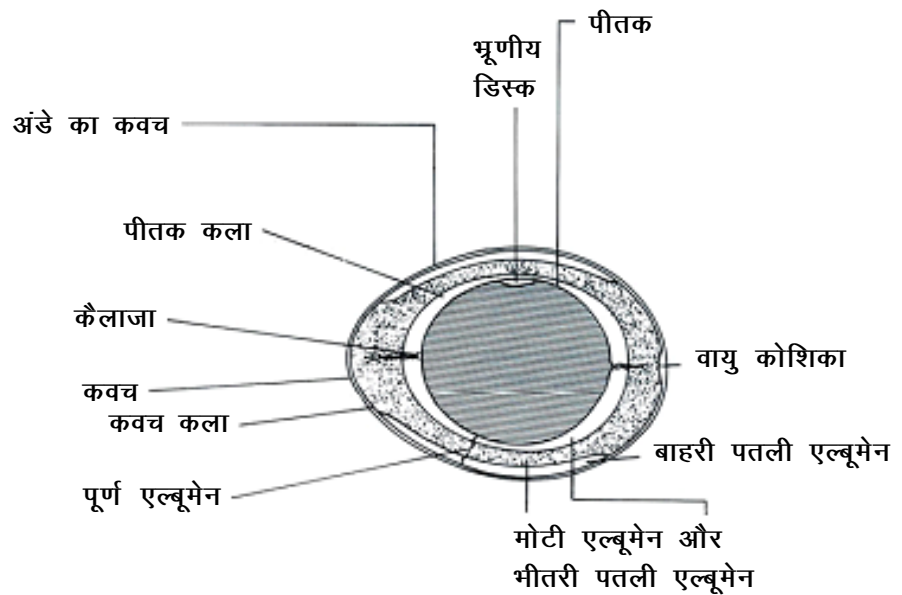 पीतक
भ्रूणीय
डिस्क
अंडे का कवच
पीतक कला
कैलाजा
वायु कोशिका
कवच
कवच कला
बाहरी पतली एल्बूमेन
पूर्ण एल्बूमेन
मोटी एल्बूमेन और
भीतरी पतली एल्बूमेन